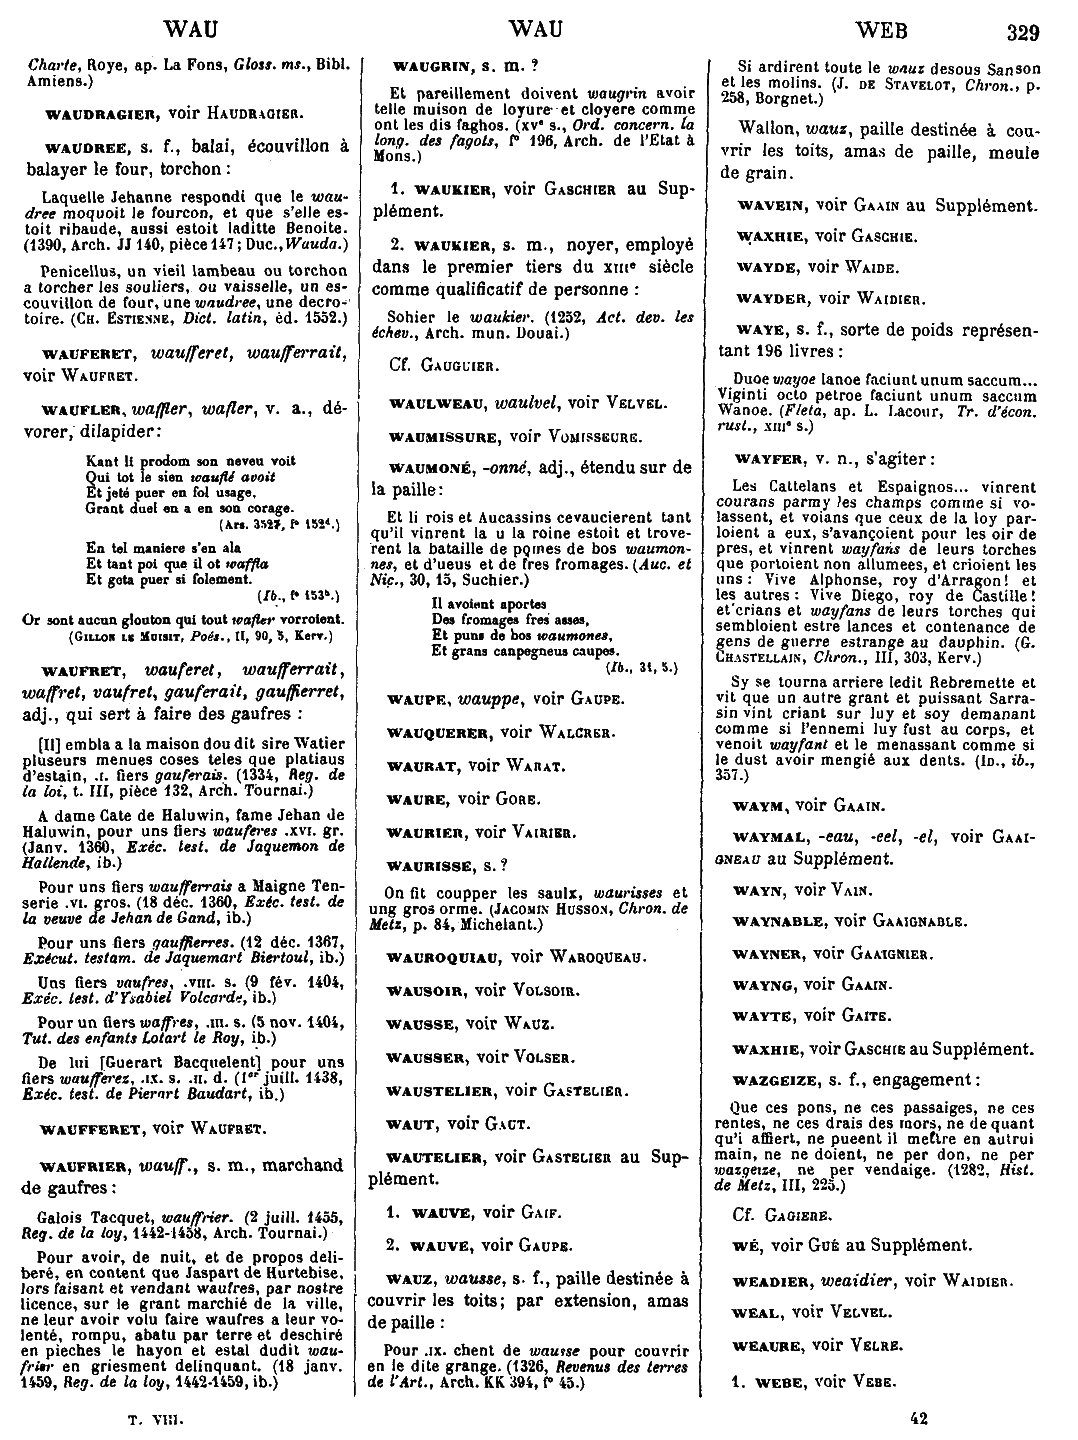 WAU
WAU
WEB
329
Charte, Roye, ap. La Fons, Gloss. ms., Bibl.
Amiens.)
WAUDRAGIER, voir HAUDRAGIER.
WAUDREE, s. f., balai, écouvillon à
balayer le four, torchon :
Laquelle Jehanne respondi que le wau-
dree moquoit le fourcon, et que s'elle es-
toit ribaude, aussi estoit laditte Benoite.
(1390, Arch. JJ 140, pièce 147 ; Duc., Wauda.)
Penicellus, un vieil lambeau ou torchon
a torcher les souliers, ou vaisselle, un es-
couvillon de four, une waudree, une decro-
toire. (CH. ESTIENNE, Dict. latin, éd. 1552.)
WAUFERET, waufferet, waufferrait,
voir WAUFRET.
WAUFLER, waffler, wafler, v. a., dé-
vorer, dilapider :
Kant li prodom son neveu voit
Qui tot le sien wauflé avoit
Et jeté puer en fol usage,
Grant duel en a en son corage.
(Ars. 3527, f° 152ᵈ.)
En tel maniere s'en ala
Et tant poi que il ot waffla
Et geta puer si folement.
(Ib., f° 153ᵇ.)
Or sont aucun glouton qui tout wafler vorroient.
(GILLON LE MUISIT, Poés., II, 90, 5, Kerv.)
WAUFRET, wauferet, waufferrait,
waffret, vaufret, gauferait, gauffierret,
adj., qui sert à faire des gaufres :
[Il] embla a la maison dou dit sire Watier
pluseurs menues coses teles que platiaus
d'estain, .I. fiers gauferais. (1334, Reg. de
la loi, t. III, pièce 132, Arch. Tournai.)
A dame Cate de Haluwin, fame Jehan de
Haluwin, pour uns fiers wauferes .XVI. gr.
(Janv. 1360, Exéc. test. de Jaquemon de
Hallende, ib.)
Pour uns fiers waufferrais a Maigne Ten-
serie .VI. gros. (18 déc. 1360, Exéc. test. de
la veuve de Jehan de Gand, ib.)
Pour uns fiers gauffierres. (12 déc. 1367,
Exécut. testam. de Jaquemart Biertoul, ib.)
Uns fiers vaufres, .VIII. s. (9 fév. 1404,
Exéc. test. d'Ysabiel Volcarde, ib.)
Pour un fiers waffres, .III. s. (5 nov. 1404,
Tut. des enfants Lotart le Roy, ib.)
De lui [Guerart Bacquelent] pour uns
fiers waufferez, .IX. s. .II. d. (1er juill. 1438,
Exéc. test. de Pierart Baudart, ib.)
WAUFFERET, voir WAUFRET.
WAUFRIER, wauff., s. m., marchand
de gaufres :
Galois Tacquet, wauffrier. (2 juill. 1455,
Reg. de la loy, 1442-1458, Arch. Tournai.)
Pour avoir, de nuit, et de propos deli-
beré, en content que Jaspart de Hurtebise,
lors faisant et vendant waufres, par nostre
licence, sur le grant marchié de la ville,
ne leur avoir volu faire waufres a leur vo-
lenté, rompu, abatu par terre et deschiré
en pieches le hayon et estal dudit wau-
frier en griesment delinquant. (18 janv.
1459, Reg. de la loy, 1442-1459, ib.)
WAUGRIN, s. m. ?
Et pareillement doivent waugrin avoir
telle muison de loyure et cloyere comme
ont les dis faghos. (XVᵉ s., Ord. concern. la
long. des fagots, f° 196, Arch. de l'Etat à
Mons.)
1. WAUKIER, voir GASCHIER au Sup-
plément.
2. WAUKIER, s. m., noyer, employé
dans le premier tiers du XIIIᵉ siècle
comme qualificatif de personne :
Sohier le waukier. (1252, Act. dev. les
échev., Arch. mun. Douai.)
Cf. GAUGUIER.
WAULWEAU, waulvel, voir VELVEL.
WAUMISSURE, voir VOMISSEURE.
WAUMONÉ, -onné, adj., étendu sur de
la paille :
Et li rois et Aucassins cevaucierent tant
qu'il vinrent la u la roine estoit et trove-
rent la bataille de pomes de bos waumon-
nes, et d'ueus et de fres fromages. (Auc. et
Nic., 30, 15, Suchier.)
Il avoient aportes
Des fromages fres asses,
Et puns de bos waumones,
Et grans canpegneus caupes.
(Ib., 31, 5.)
WAUPE, wauppe, voir GAUPE.
WAUQUERER, voir WALCRER.
WAURAT, voir WARAT.
WAURE, voir GORE.
WAURIER, voir VAIRIER.
WAURISSE, s. ?
On fit coupper les saulx, waurisses et
ung gros orme. (JACOMIN HUSSON, Chron. de
Metz, p. 84, Michelant.)
WAUROQUIAU, voir WAROQUEAU.
WAUSOIR, voir VOLSOIR.
WAUSSE, voir WAUZ.
WAUSSER, voir VOLSER.
WAUSTELIER, voir GASTELIER.
WAUT, voir GAUT.
WAUTELIER, voir GASTELIER au Sup-
plément.
1. WAUVE, voir GAIF.
2. WAUVE, voir GAUPE.
WAUZ, wausse, s. f., paille destinée à
couvrir les toits; par extension, amas
de paille :
Pour .IX. chent de wausse pour couvrir
en le dite grange. (1326, Revenus des terres
de l'Art., Arch. KK 394, f° 45.)
Si ardirent toute le wauz desous Sanson
et les molins. (J. DE STAVELOT, Chron., p.
258, Borgnet.)
Wallon, wauz, paille destinée à cou-
vrir les toits, amas de paille, meule
de grain.
WAVEIN, voir GAAIN au Supplément.
WAXHIE, voir GASCHIE.
WAYDE, voir WAIDE.
WAYDER, voir WAIDIER.
WAYE, s. f., sorte de poids représen-
tant 196 livres :
Duoe wayoe lanoe faciunt unum saccum...
Viginti octo petroe faciunt unum saccum
Wanoe. (Fleta, ap. L. Lacour, Tr. d'écon.
rust., XIIIᵉ s.)
WAYFER, v. n., s'agiter :
Les Cattelans et Espaignos... vinrent
courans parmy les champs comme si vo-
lassent, et voians que ceux de la loy par-
loient a eux, s'avançoient pour les oir de
pres, et vinrent wayfans de leurs torches
que portoient non allumees, et crioient les
uns : Vive Alphonse, roy d'Arragon ! et
les autres : Vive Diego, roy de Castille !
et crians et wayfans de leurs torches qui
sembloient estre lances et contenance de
gens de guerre estrange au dauphin. (G.
CHASTELLAIN, Chron., III, 303, Kerv.)
Sy se tourna arriere ledit Rebremette et
vit que un autre grant et puissant Sarra-
sin vint criant sur luy et soy demanant
comme si l'ennemi luy fust au corps, et
venoit wayfant et le menassant comme si
le dust avoir mengié aux dents. (ID., ib.,
357.)
WAYM, voir GAAIN.
WAYMAL, -eau, -eel, -el, voir GAAI-
GNEAU au Supplément.
WAYN, voir VAIN.
WAYNABLE, voir GAAIGNABLE.
WAYNER, voir GAAIGNIER.
WAYNG, voir GAAIN.
WAYTE, voir GAITE.
WAXHIE, voir GASCHIE au Supplément.
WAZGEIZE, s. f., engagement :
Que ces pons, ne ces passaiges, ne ces
rentes, ne ces drais des mors, ne de quant
qu'i affiert, ne pueent il mettre en autrui
main, ne ne doient, ne per don, ne per
wazgeize, ne per vendaige. (1282, Hist.
de Metz, III, 225.)
Cf. GAGIERE.
WÉ, voir GUÉ au Supplément.
WEADIER, weaidier, voir WAIDIER.
WEAL, voir VELVEL.
WEAURE, voir VELRE.
1. WEBE, voir VEBE.
T. VIII.
42